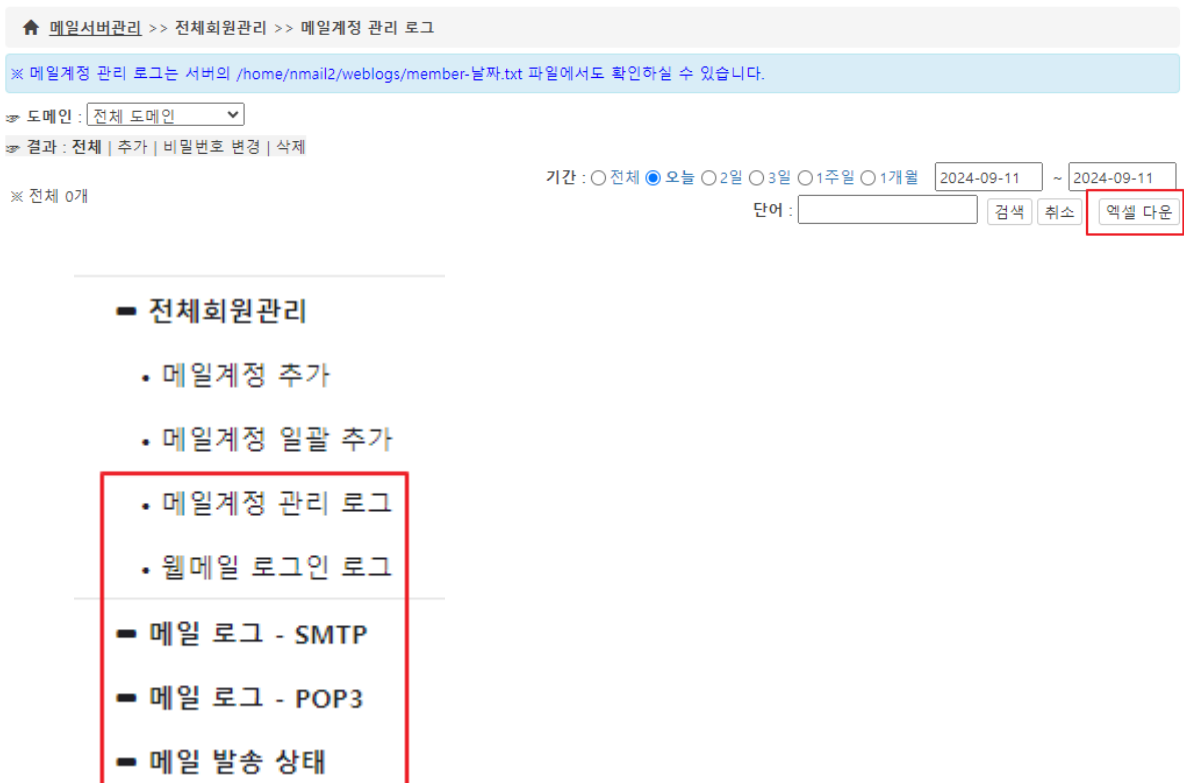 메일서버관리 >> 전체회원관리 >> 메일계정 관리 로그
※ 메일계정 관리 로그는 서버의 /home/nmail2/weblogs/member-날짜.txt 파일에서도 확인하실 수 있습니다.
☞ 도메인 : 전체 도메인
☞ 결과 : 전체 | 추가 | 비밀번호 변경 | 삭제
기간 : 전체 오늘 2일 3일 1주일 1개월 2024-09-11 ~ 2024-09-11
※ 전체 0개
단어 : 검색 취소 엑셀 다운
전체회원관리
• 메일계정 추가
• 메일계정 일괄 추가
• 메일계정 관리 로그
• 웹메일 로그인 로그
메일 로그 - SMTP
메일 로그 - POP3
메일 발송 상태